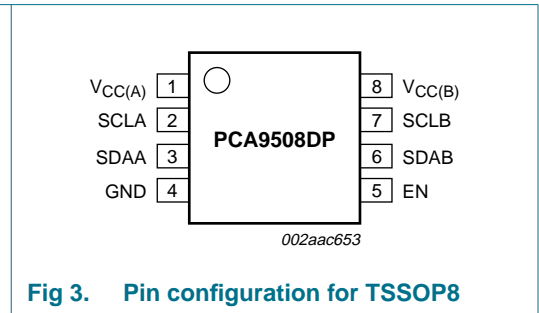 VCC(A) 1 8 VCC(B)
SCLA 2 7 SCLB
PCA9508DP
SDAA 3 6 SDAB
GND 4 5 EN
002aac653
Fig 3. Pin configuration for TSSOP8